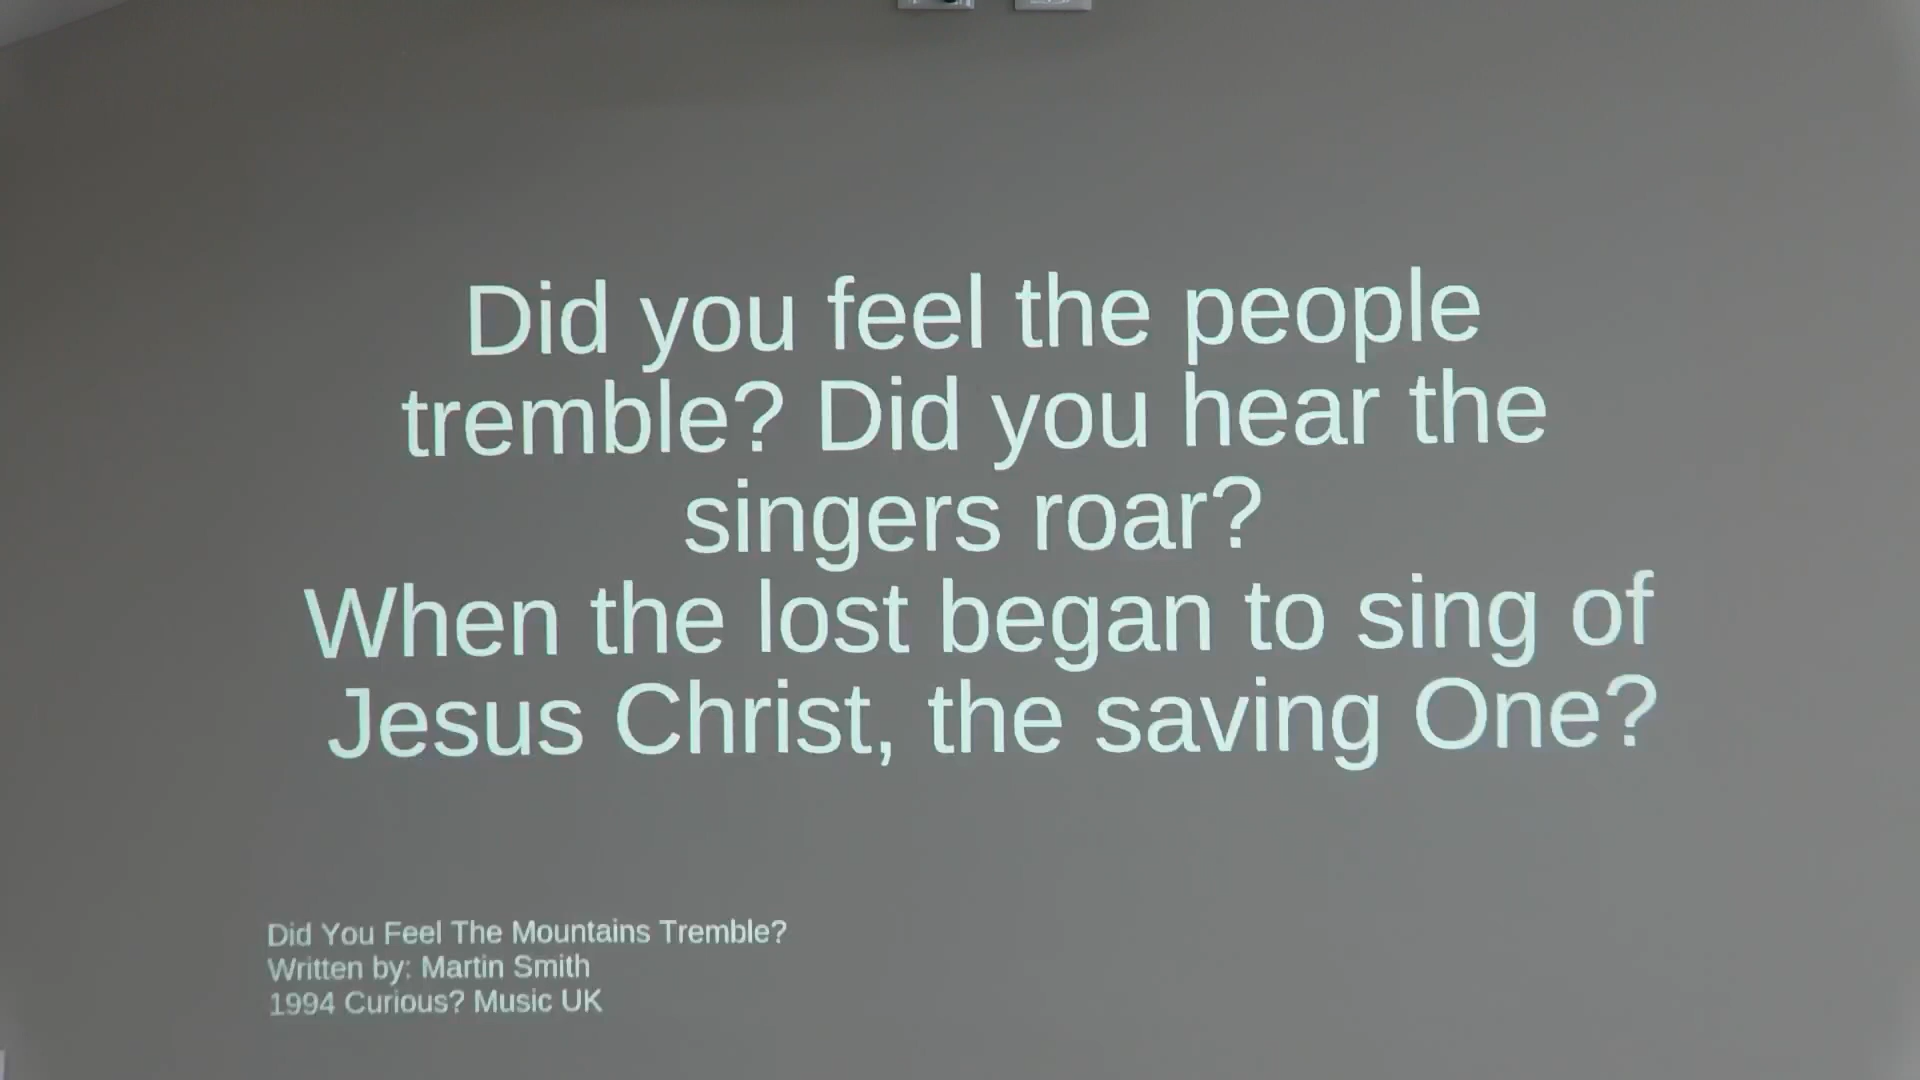 Did you feel the people
tremble? Did you hear the
singers roar?
When the lost began to sing of
Jesus Christ, the saving One?
Did You Feel The Mountains Tremble?
Written by: Martin Smith
1994 Curious? Music UK